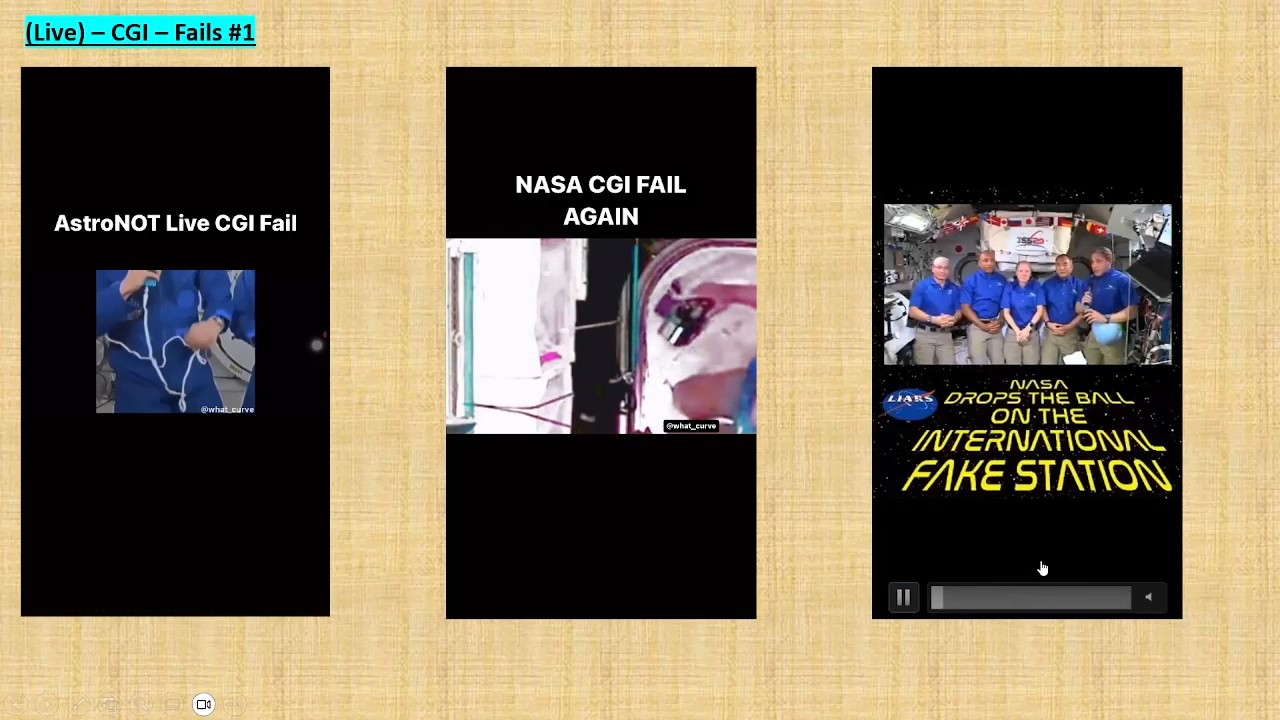 (Live) – CGI – Fails #1
AstroNOT Live CGI Fail
@what_curve
NASA CGI FAIL
AGAIN
@what_curve
LIARS
NASA
DROPS THE BALL
ON THE
INTERNATIONAL
FAKE STATION